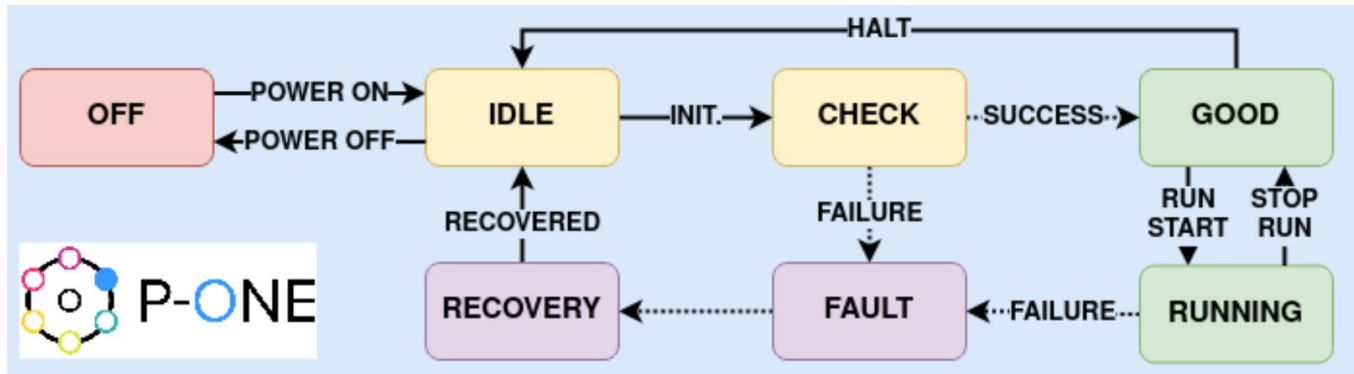 HALT
OFF
POWER ON
POWER OFF
IDLE
INIT.
CHECK
SUCCESS
GOOD
RECOVERED
FAILURE
RUN
START
STOP
RUN
P-ONE
RECOVERY
FAULT
FAILURE
RUNNING